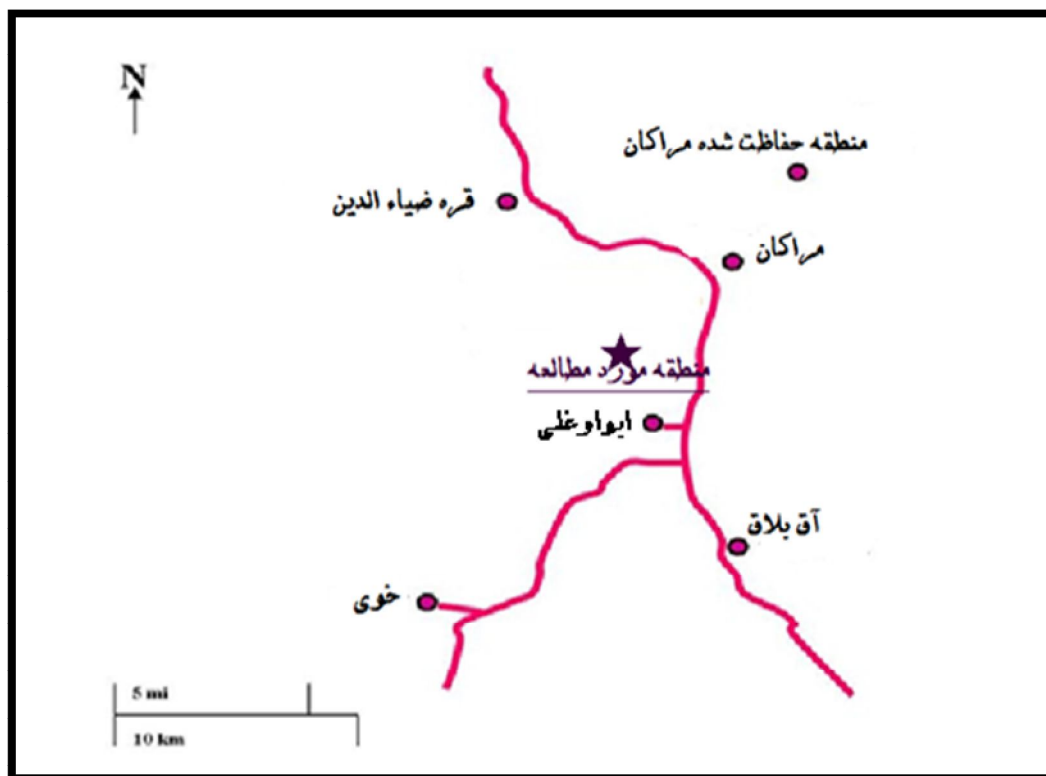 N
منطقه حفاظت شده مراکان
قره ضیاء الدین
مراکان
منطقه مورد مطالعه
ایواوغلی
آق بلاق
خوی
5 mi
10 km